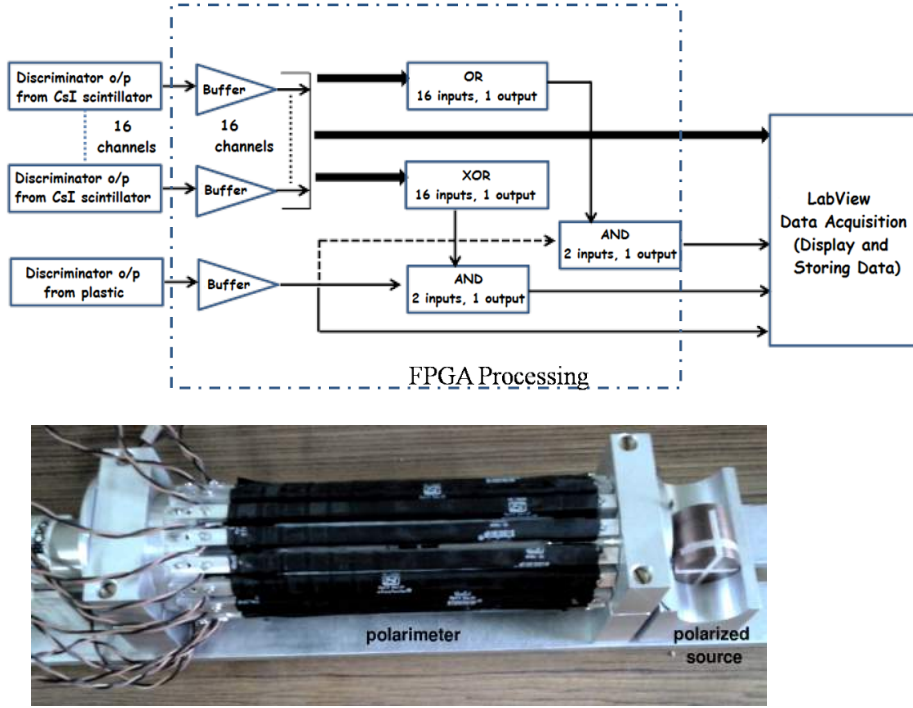 Discriminator o/p
from CsI scintillator
Buffer
OR
16 inputs, 1 output
16
channels
16
channels
Discriminator o/p
from CsI scintillator
Buffer
XOR
16 inputs, 1 output
LabView
Data Acquisition
(Display and
Storing Data)
AND
2 inputs, 1 output
Discriminator o/p
from plastic
Buffer
AND
2 inputs, 1 output
FPGA Processing
polarimeter
polarized
source